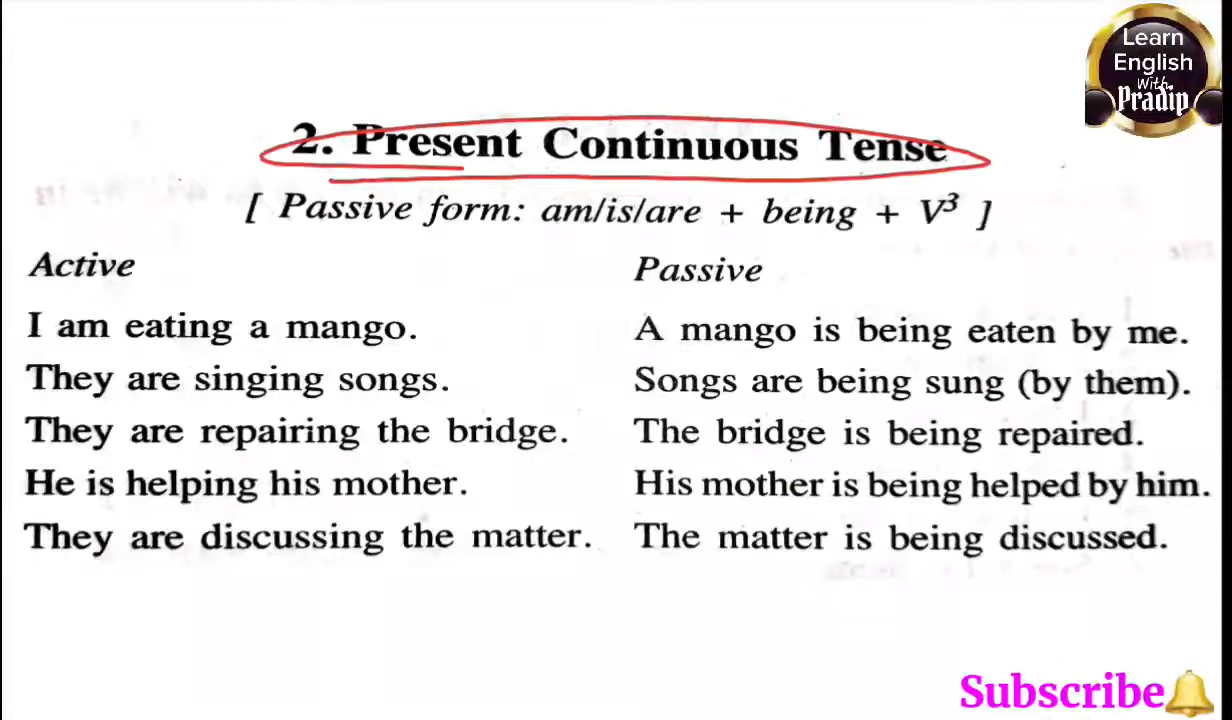 Learn
English
With
Pradip
2. Present Continuous Tense
[ Passive form: am/is/are + being + V³ ]
Active Passive
I am eating a mango. A mango is being eaten by me.
They are singing songs. Songs are being sung (by them).
They are repairing the bridge. The bridge is being repaired.
He is helping his mother. His mother is being helped by him.
They are discussing the matter. The matter is being discussed.
Subscribe